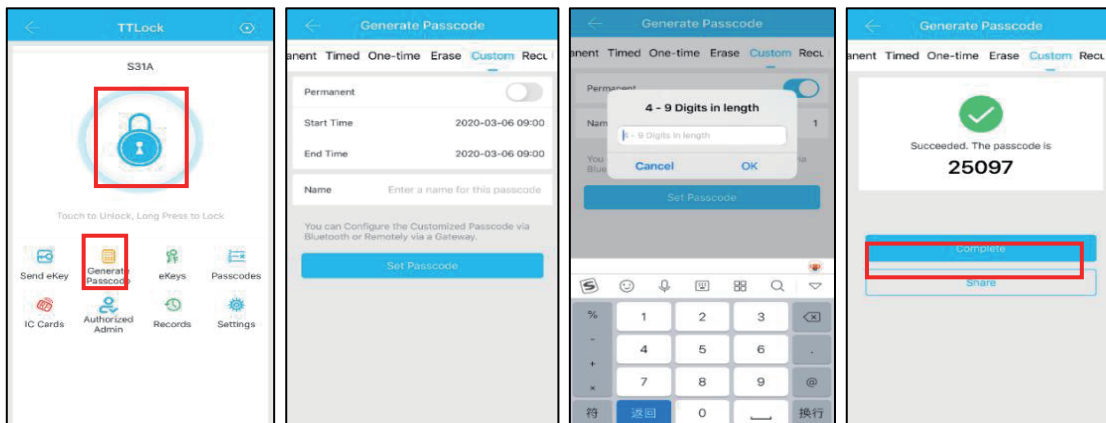 TTLock
S31A
Touch to Unlock, Long Press to Lock
Send eKey
Generate
Passcode
eKeys
Passcodes
IC Cards
Authorized
Admin
Records
Settings
Generate Passcode
anent Timed One-time Erase Custom Recu
Permanent
Start Time 2020-03-06 09:00
End Time 2020-03-06 09:00
Name Enter a name for this passcode
You can Configure the Customized Passcode via
Bluetooth or Remotely via a Gateway.
Set Passcode
Generate Passcode
anent Timed One-time Erase Custom Recu
Permanent
4 - 9 Digits in length
Nam 1
4 - 9 Digits in length
You via
Blue
Cancel OK
Set Passcode
S
% 1 2 3
- 4 5 6 .
+
× 7 8 9 @
符 返回 0 换行
Generate Passcode
anent Timed One-time Erase Custom Recu
Succeeded. The passcode is
25097
Complete
Share